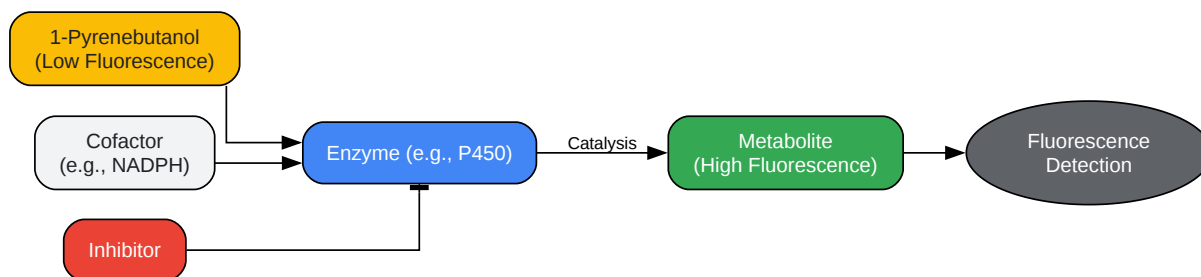 1-Pyrenebutanol
(Low Fluorescence)
Cofactor
(e.g., NADPH)
Inhibitor
Enzyme (e.g., P450)
Catalysis
Metabolite
(High Fluorescence)
Fluorescence
Detection